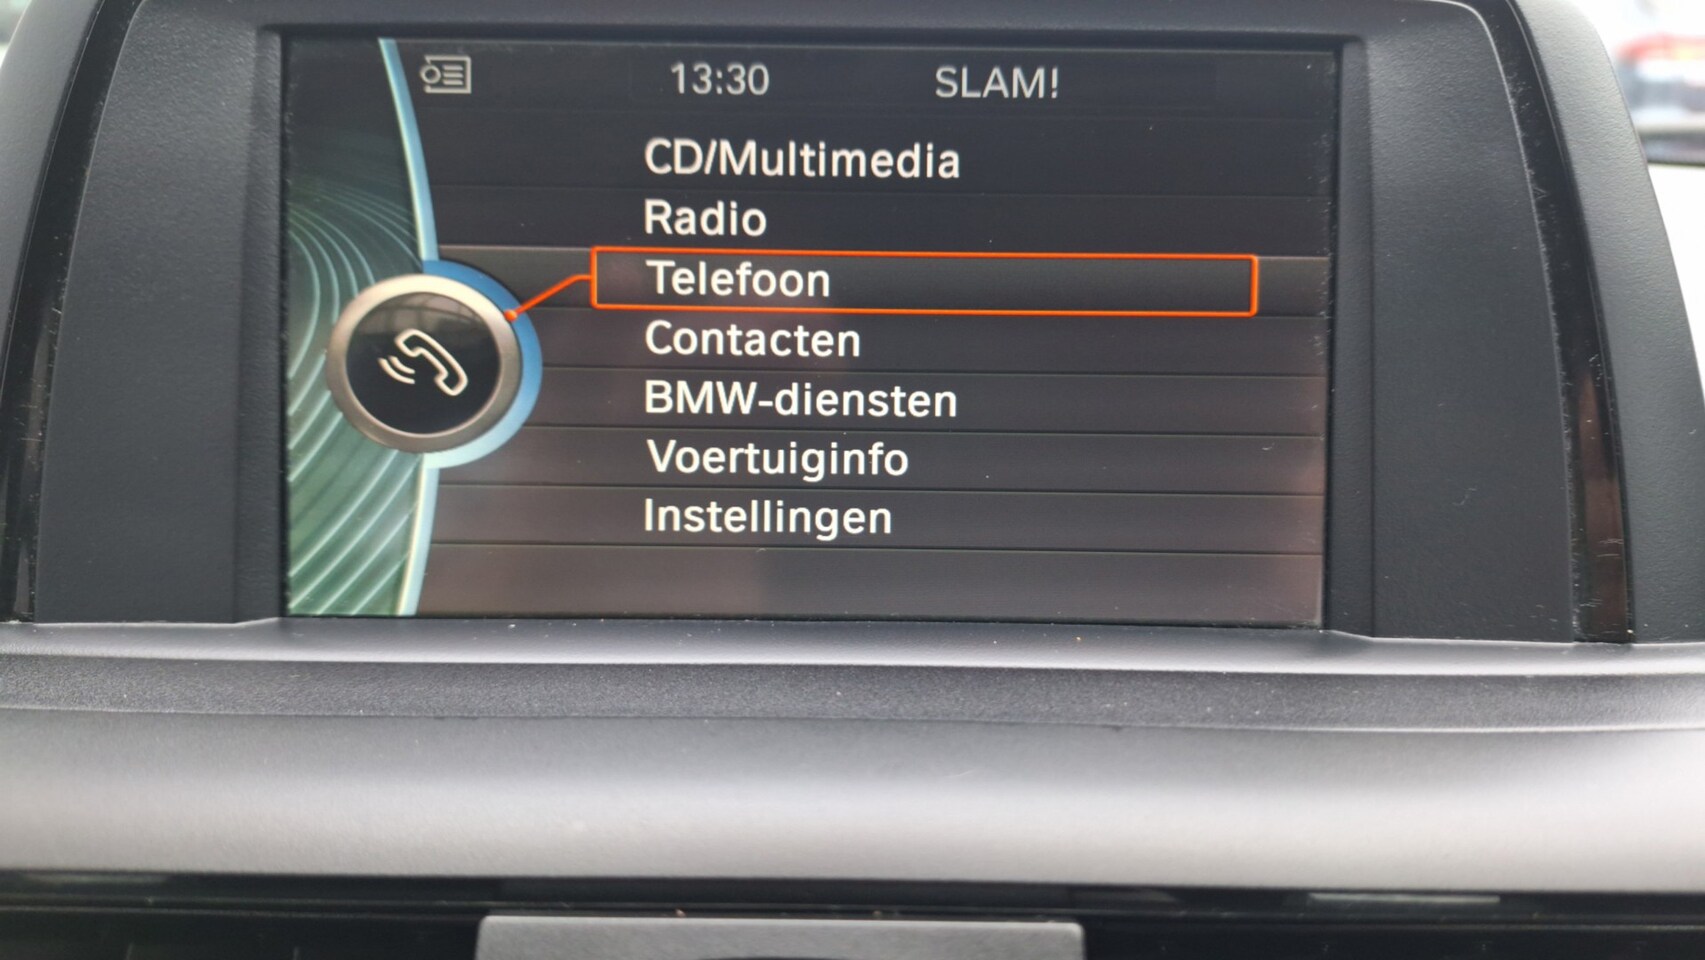 13:30 SLAM!
CD/Multimedia
Radio
Telefoon
Contacten
BMW-diensten
Voertuiginfo
Instellingen